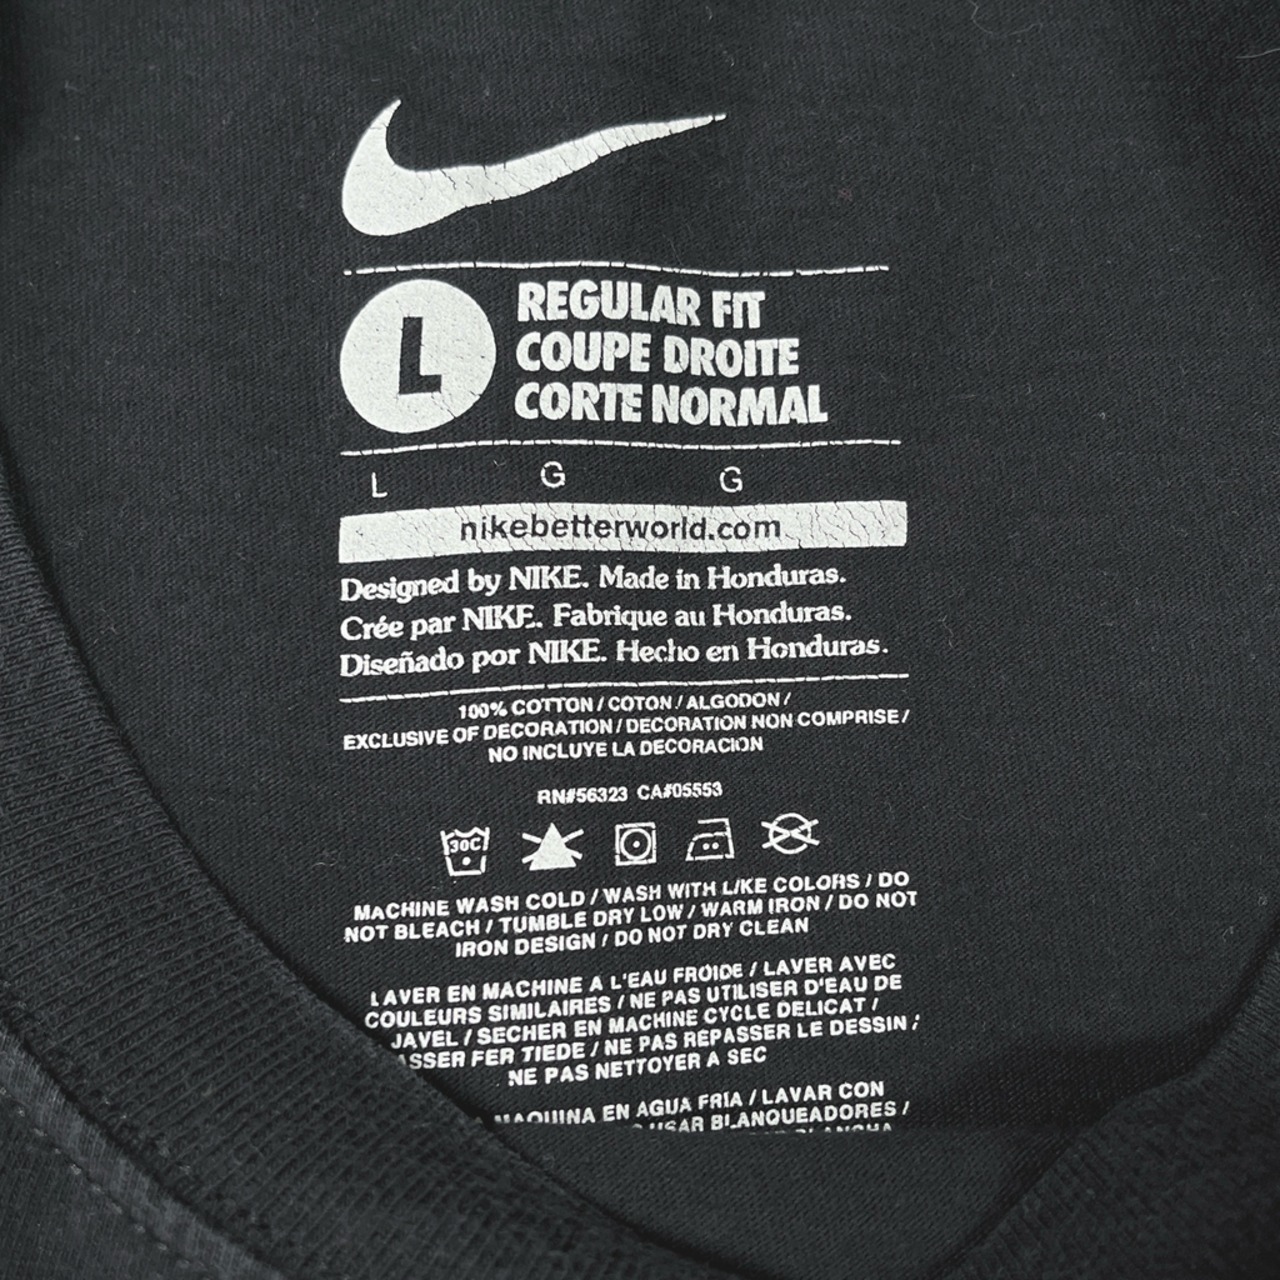 L
REGULAR FIT
COUPE DROITE
CORTE NORMAL
L G G
nikebetterworld.com
Designed by NIKE. Made in Honduras.
Crée par NIKE. Fabrique au Honduras.
Diseñado por NIKE. Hecho en Honduras.
100% COTTON / COTON / ALGODON /
EXCLUSIVE OF DECORATION / DECORATION NON COMPRISE /
NO INCLUYE LA DECORACION
RN#56323 CA#05553
30C
MACHINE WASH COLD / WASH WITH LIKE COLORS / DO
NOT BLEACH / TUMBLE DRY LOW / WARM IRON / DO NOT
IRON DESIGN / DO NOT DRY CLEAN
LAVER EN MACHINE A L'EAU FROIDE / LAVER AVEC
COULEURS SIMILAIRES / NE PAS UTILISER D'EAU DE
JAVEL / SECHER EN MACHINE CYCLE DELICAT /
ASSER FER TIEDE / NE PAS REPASSER LE DESSIN /
NE PAS NETTOYER A SEC
MAQUINA EN AGUA FRIA / LAVAR CON
USAR BLANQUEADORES /